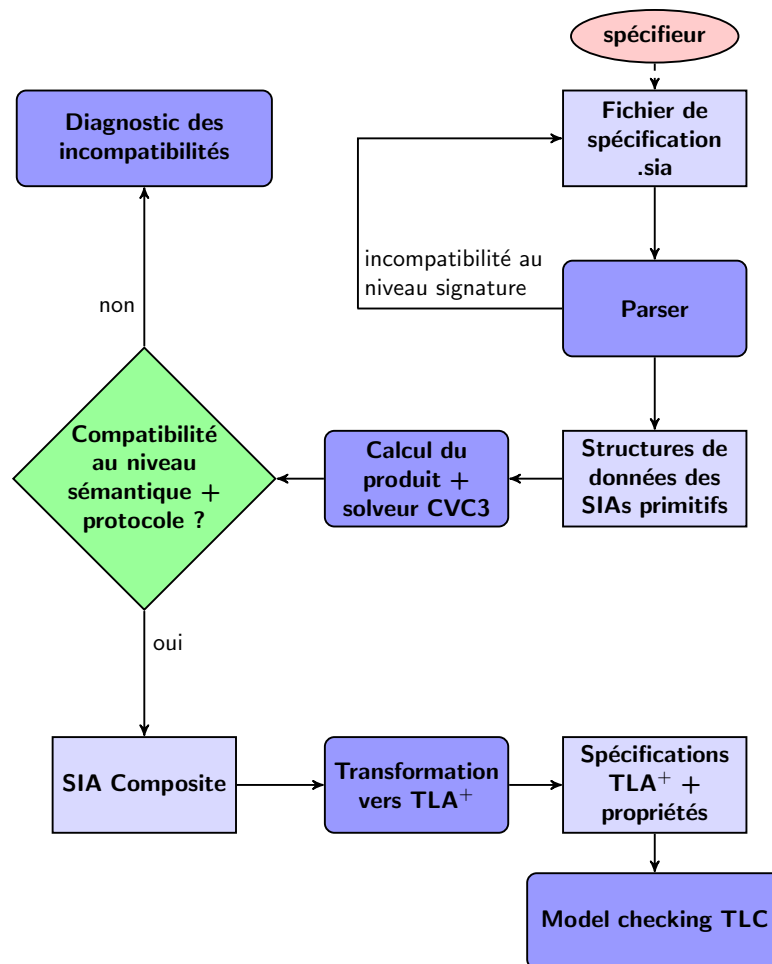 spécifieur
Fichier de
spécification
.sia
Diagnostic des
incompatibilités
incompatibilité au
niveau signature
Parser
non
Compatibilité
au niveau
sémantique +
protocole ?
Calcul du
produit +
solveur CVC3
Structures de
données des
SIAs primitifs
oui
SIA Composite
Transformation
vers TLA⁺
Spécifications
TLA⁺ +
propriétés
Model checking TLC